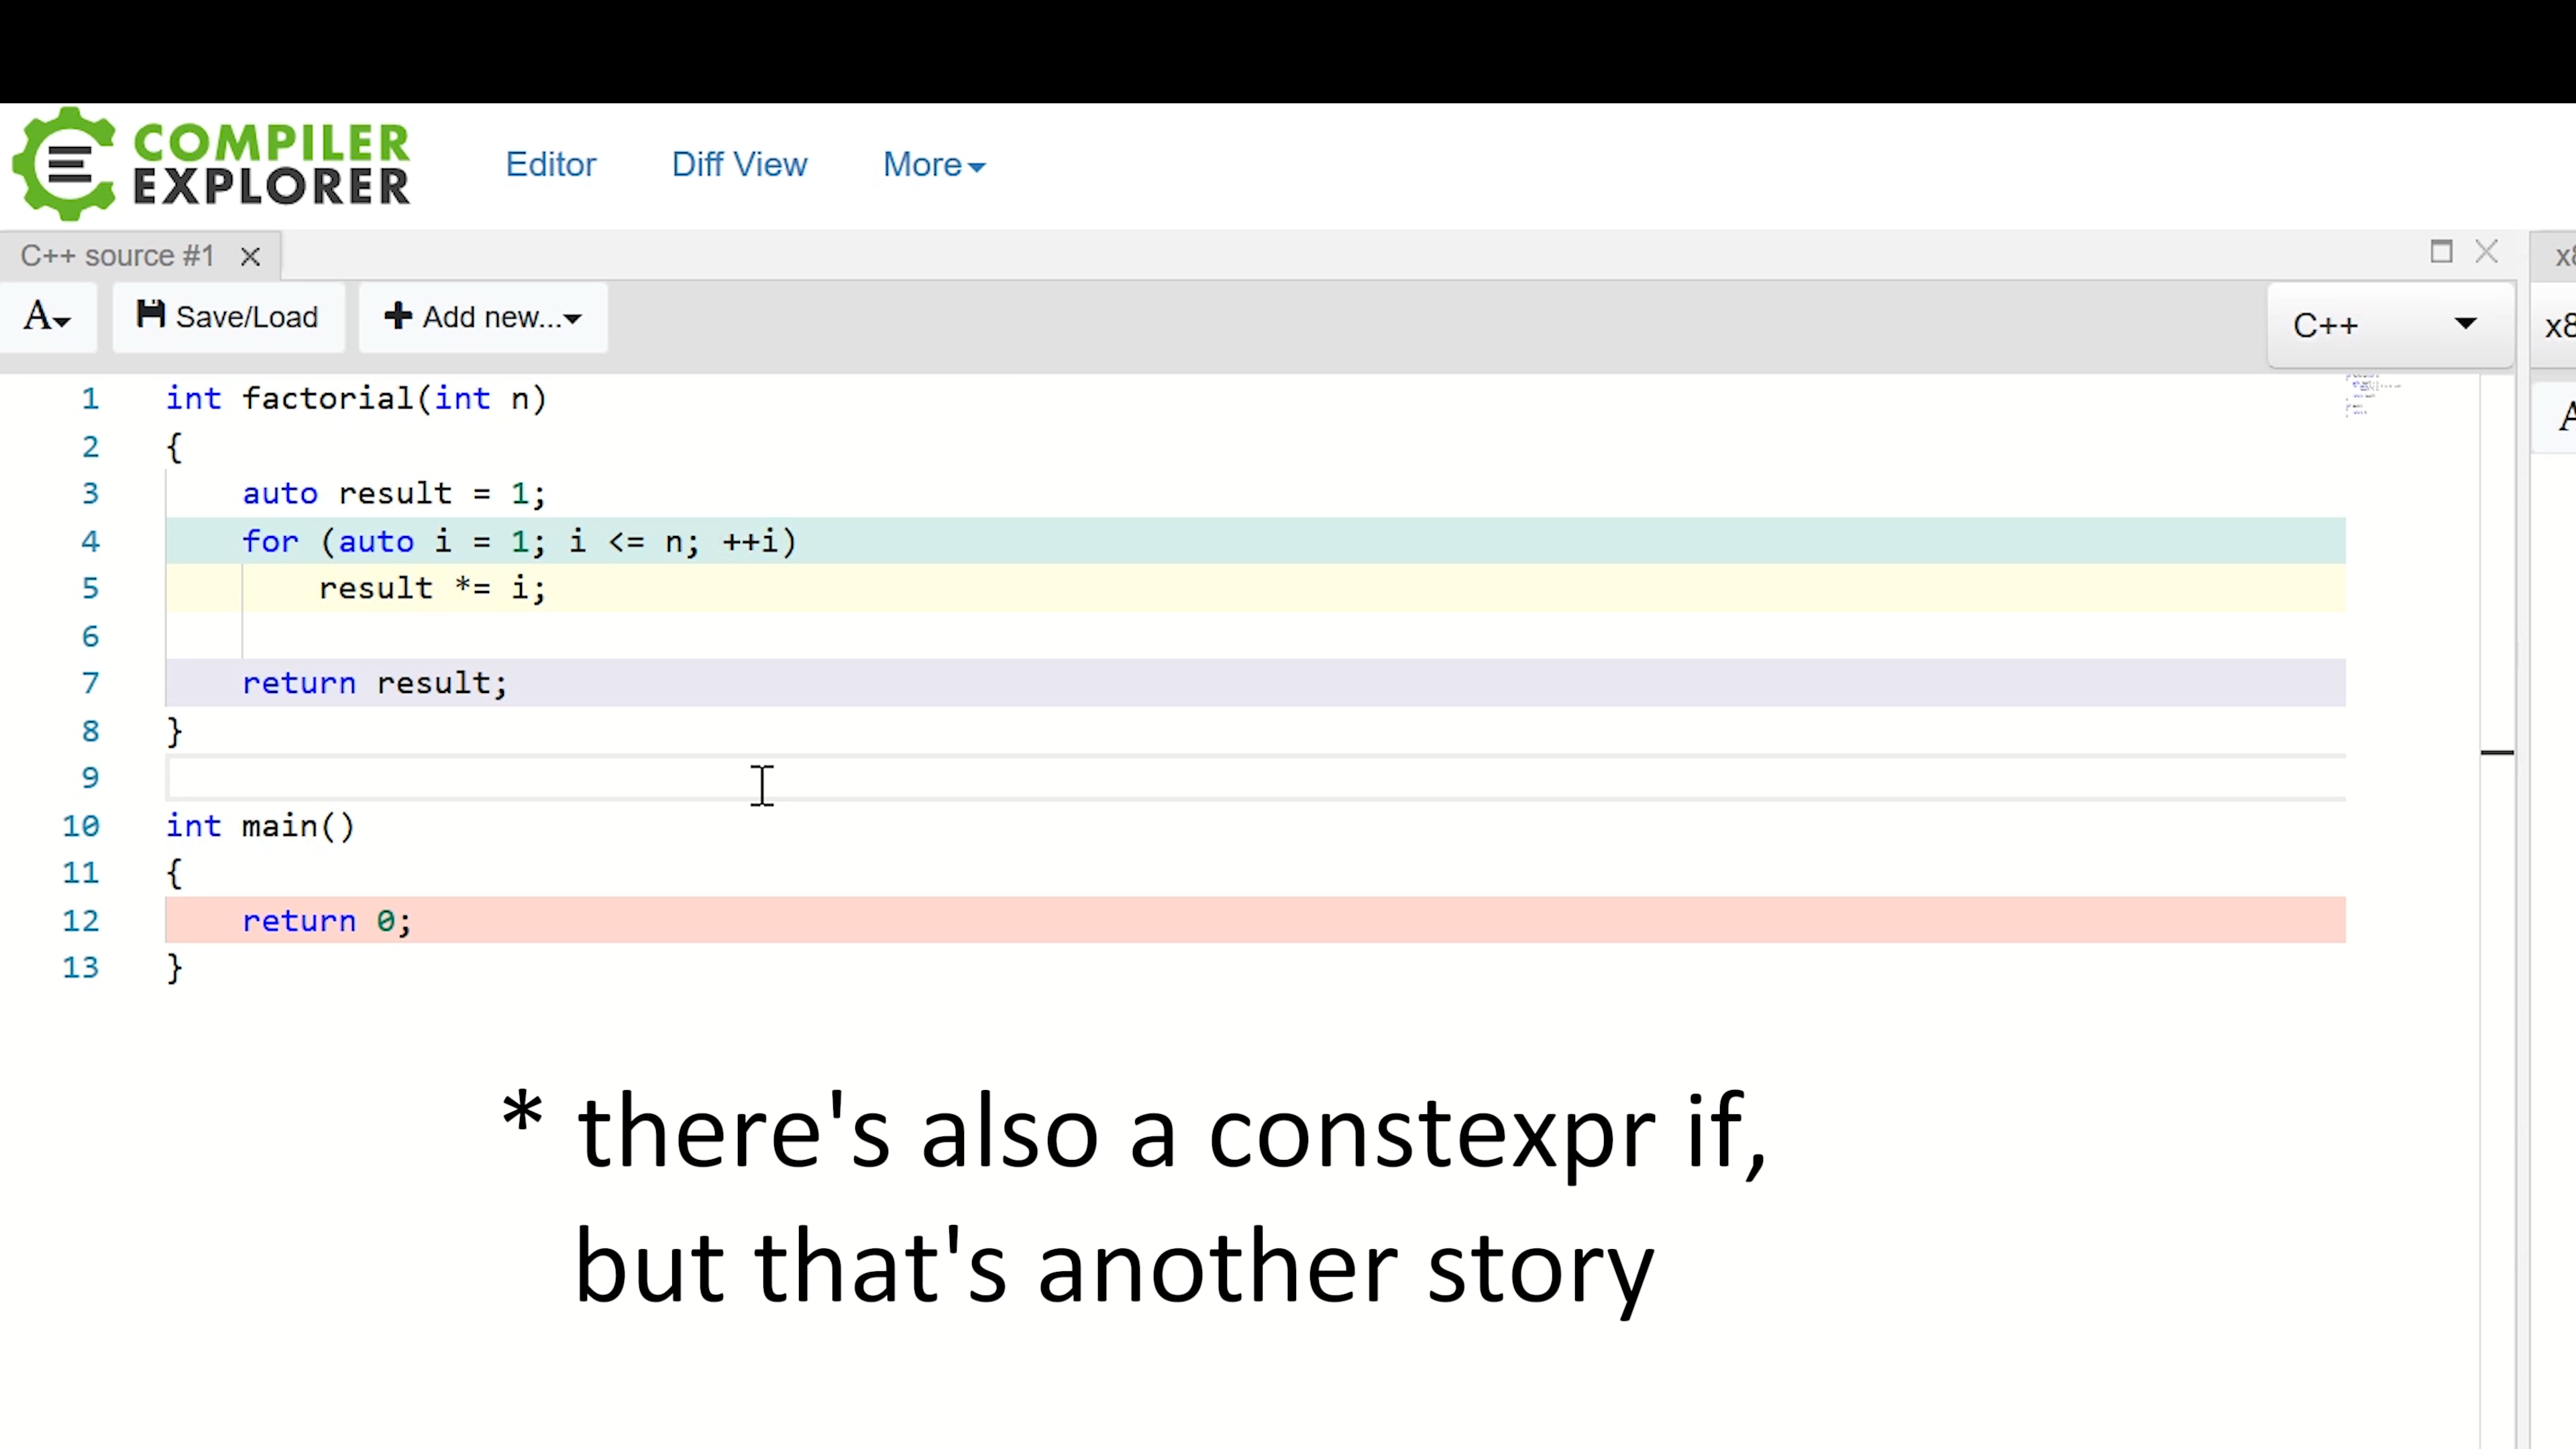 COMPILER
EXPLORER
Editor Diff View More
C++ source #1
A Save/Load + Add new... C++
1 int factorial(int n)
2 {
3 auto result = 1;
4 for (auto i = 1; i <= n; ++i)
5 result *= i;
6
7 return result;
8 }
9
10 int main()
11 {
12 return 0;
13 }
* there's also a constexpr if,
but that's another story